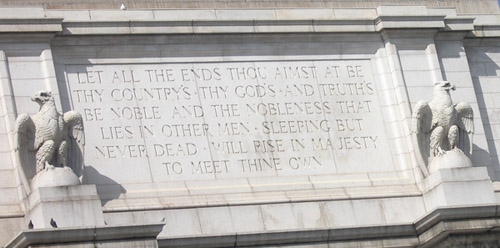 LET ALL THE ENDS THOU AIMST AT BE
THY COUNTRY'S · THY GOD'S · AND TRUTH'S
BE NOBLE AND THE NOBLENESS THAT
LIES IN OTHER MEN · SLEEPING BUT
NEVER DEAD · WILL RISE IN MAJESTY
TO MEET THINE OWN